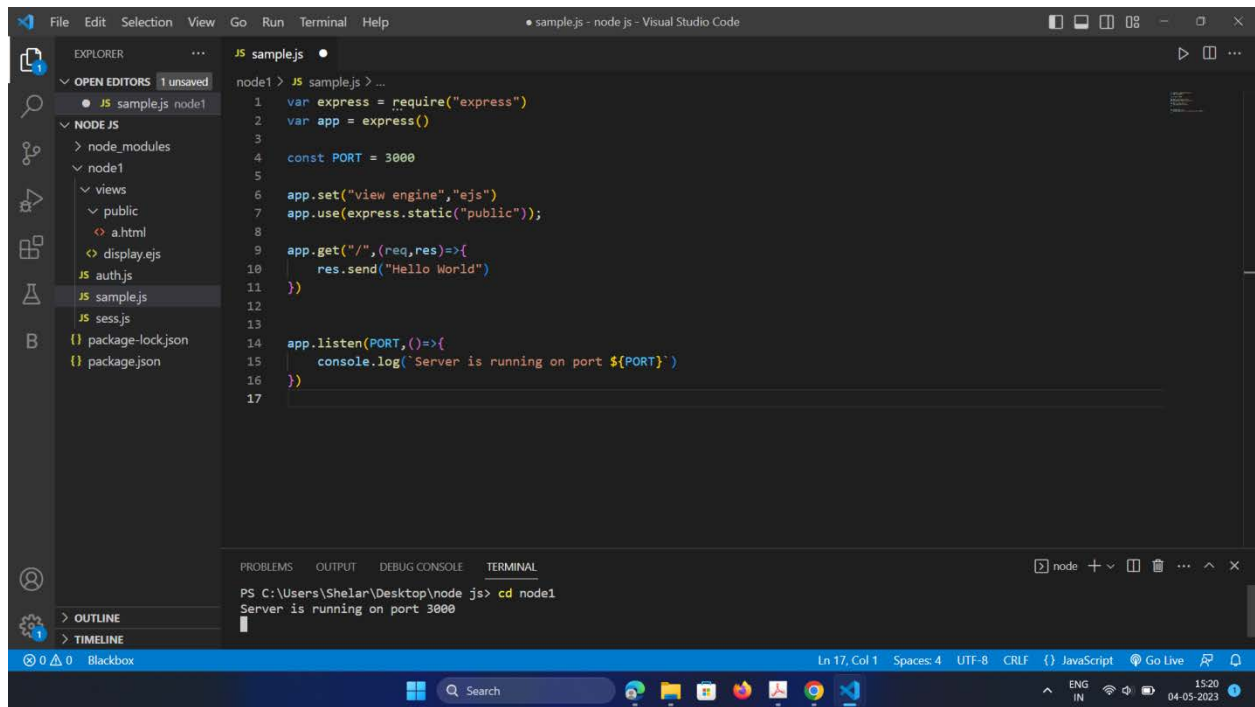 File Edit Selection View Go Run Terminal Help ● sample.js - node js - Visual Studio Code
EXPLORER ···
OPEN EDITORS 1 unsaved
● JS sample.js node1
NODE JS
> node_modules
node1
views
public
<> a.html
<> display.ejs
JS auth.js
JS sample.js
JS sess.js
{} package-lock.json
{} package.json
> OUTLINE
> TIMELINE
JS sample.js ●
node1 > JS sample.js > ...
1 var express = require("express")
2 var app = express()
3
4 const PORT = 3000
5
6 app.set("view engine","ejs")
7 app.use(express.static("public"));
8
9 app.get("/",(req,res)=>{
10     res.send("Hello World")
11 })
12
13
14 app.listen(PORT,()=>{
15     console.log(`Server is running on port ${PORT}`)
16 })
17
PROBLEMS OUTPUT DEBUG CONSOLE TERMINAL
node
PS C:\Users\Shelar\Desktop\node js> cd node1
Server is running on port 3000
0 0 Blackbox Ln 17, Col 1 Spaces: 4 UTF-8 CRLF {} JavaScript Go Live
Search
ENG
IN
15:20
04-05-2023
1